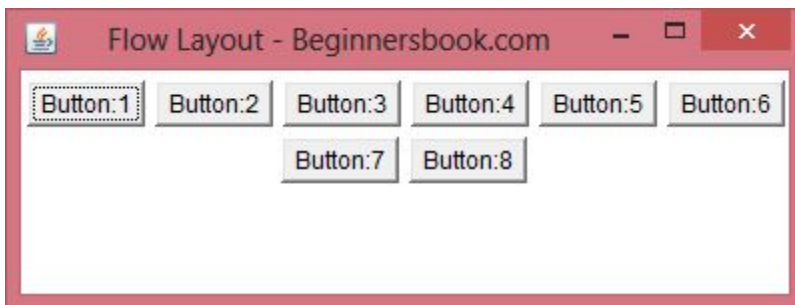 Flow Layout - Beginnersbook.com
Button:1 Button:2 Button:3 Button:4 Button:5 Button:6
Button:7 Button:8